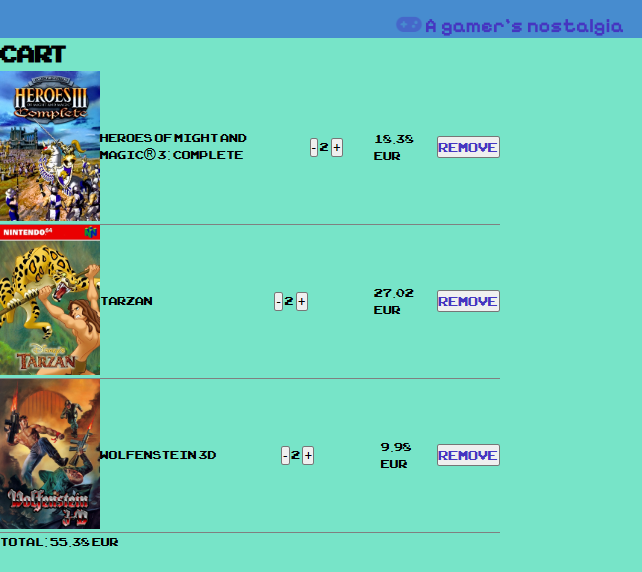 A gamer's nostalgia
CART
HEROES III
Complete
HEROES OF MIGHT AND
MAGIC® 3: COMPLETE
- 2 +
18.38
EUR
REMOVE
NINTENDO64
Disney's
TARZAN
TARZAN
- 2 +
27.02
EUR
REMOVE
Wolfenstein
3-D
WOLFENSTEIN 3D
- 2 +
9.98
EUR
REMOVE
TOTAL: 55.38 EUR